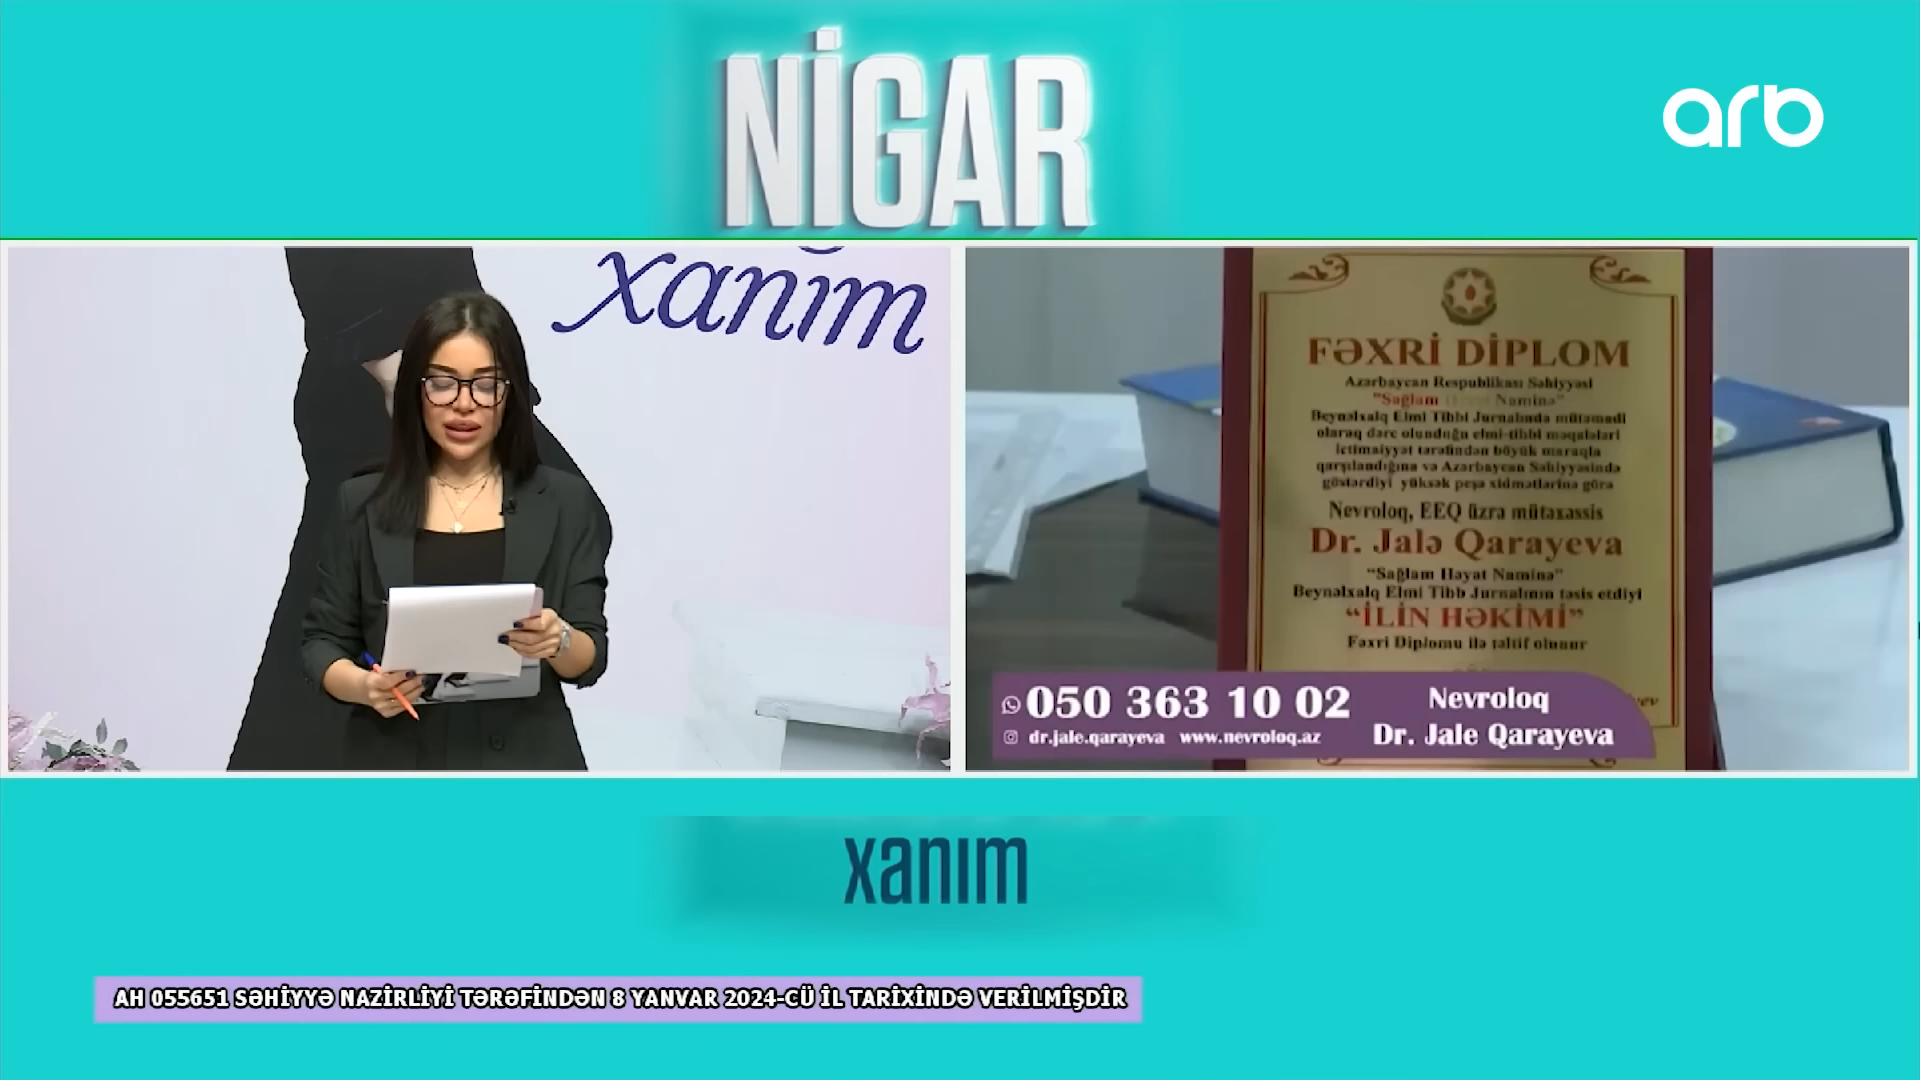 NİGAR
arb
xanım
FƏXRİ DİPLOM
Azərbaycan Respublikası Səhiyyəsi
"Sağlam Naminə"
Beynəlxalq Elmi Tibbi Jurnalında mütəmadi
olaraq dərc olunduğu elmi-tibbi məqalələri
ictimaiyyət tərəfindən böyük maraqla
qarşılandığına və Azərbaycan Səhiyyəsində
göstərdiyi yüksək peşə xidmətlərinə görə
Nevroloq, EEQ üzrə mütəxəssis
Dr. Jalə Qarayeva
"Sağlam Həyat Naminə"
Beynəlxalq Elmi Tibb Jurnalının təsis etdiyi
"İLİN HƏKİMİ"
Fəxri Diplomu ilə təltif olunur
050 363 10 02
dr.jale.qarayeva www.nevroloq.az
Nevroloq
Dr. Jale Qarayeva
xanım
AH 055651 SƏHİYYƏ NAZİRLİYİ TƏRƏFİNDƏN 8 YANVAR 2024-CÜ İL TARİXİNDƏ VERİLMİŞDİR